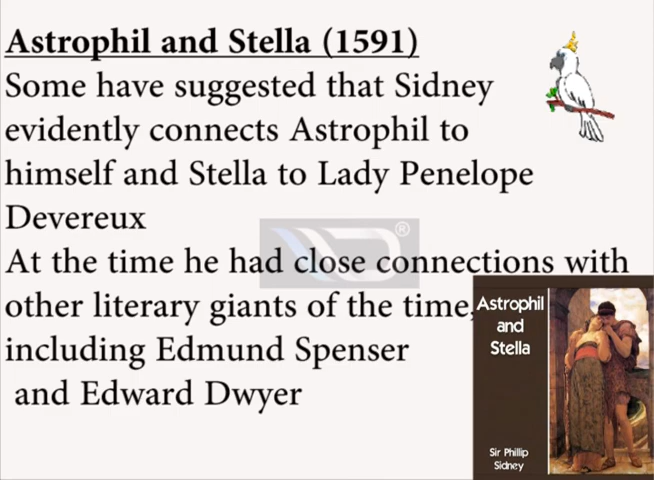 Astrophil and Stella (1591)
Some have suggested that Sidney
evidently connects Astrophil to
himself and Stella to Lady Penelope
Devereux
At the time he had close connections with
other literary giants of the time,
including Edmund Spenser
and Edward Dwyer
Astrophil
and
Stella
Sir Phillip
Sidney
®